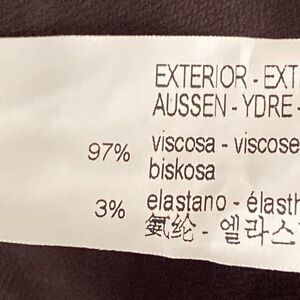 EXTERIOR - EXT
AUSSEN - YDRE -
97% viscosa - viscose
biskosa
3% elastano - élasth
氨纶 - 엘라스